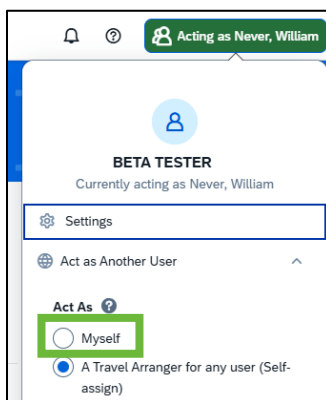 Acting as Never, William
BETA TESTER
Currently acting as Never, William
Settings
Act as Another User
Act As ?
Myself
A Travel Arranger for any user (Self-
assign)